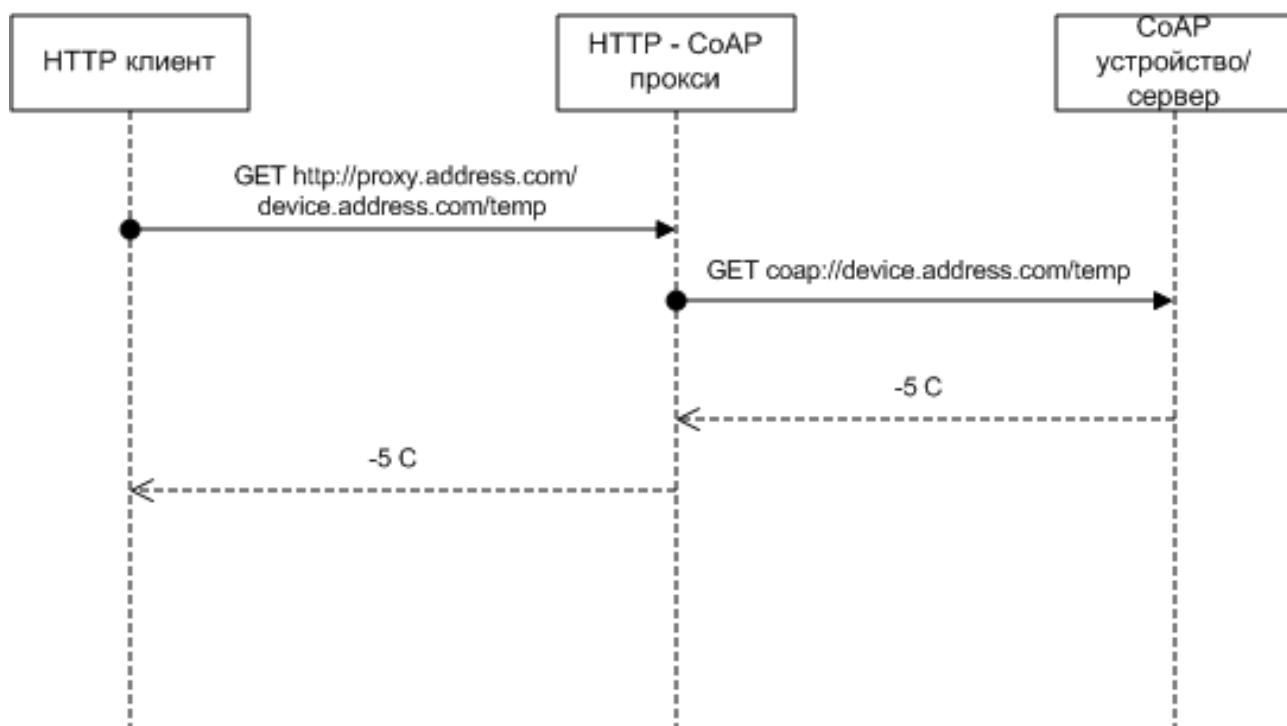 HTTP клиент
HTTP - CoAP
прокси
CoAP
устройство/
сервер
GET http://proxy.address.com/
device.address.com/temp
GET coap://device.address.com/temp
-5 C
-5 C